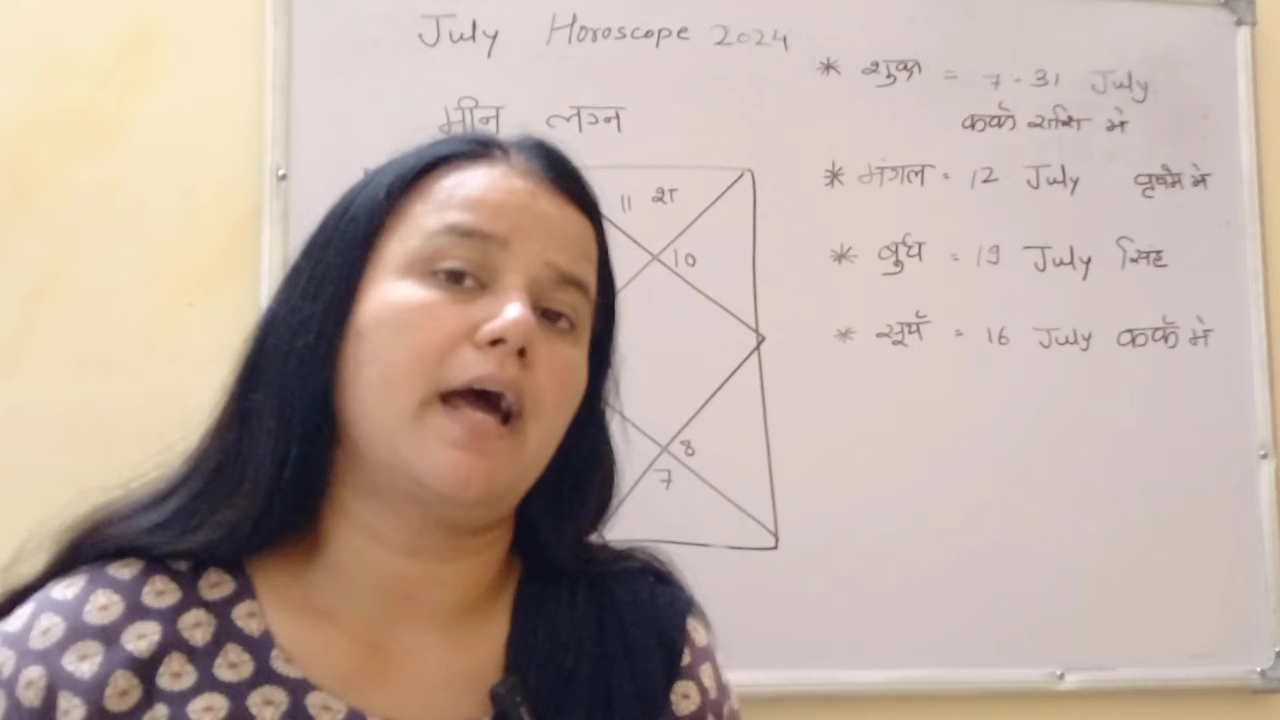 July Horoscope 2024
मीन लग्न
11 श
10
8
7
* शुक्र = 7-31 July
कर्क राशि में
* मंगल = 12 July वृषभ में
* बुध = 19 July सिंह
* सूर्य = 16 July कर्क में